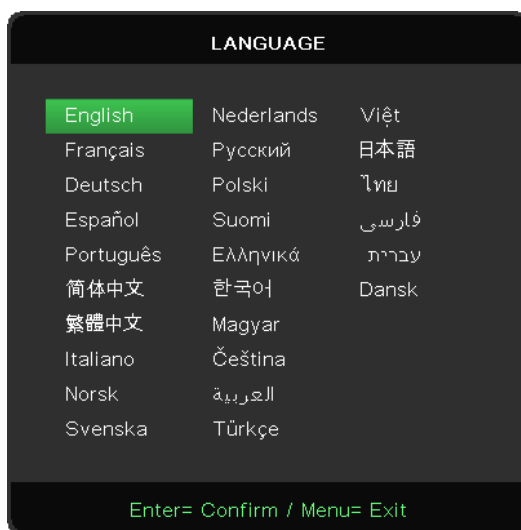 LANGUAGE
English
Français
Deutsch
Español
Português
简体中文
繁體中文
Italiano
Norsk
Svenska
Nederlands
Русский
Polski
Suomi
Ελληνικά
한국어
Magyar
Čeština
العربية
Türkçe
Việt
日本語
ไทย
فارسی
עברית
Dansk
Enter= Confirm / Menu= Exit